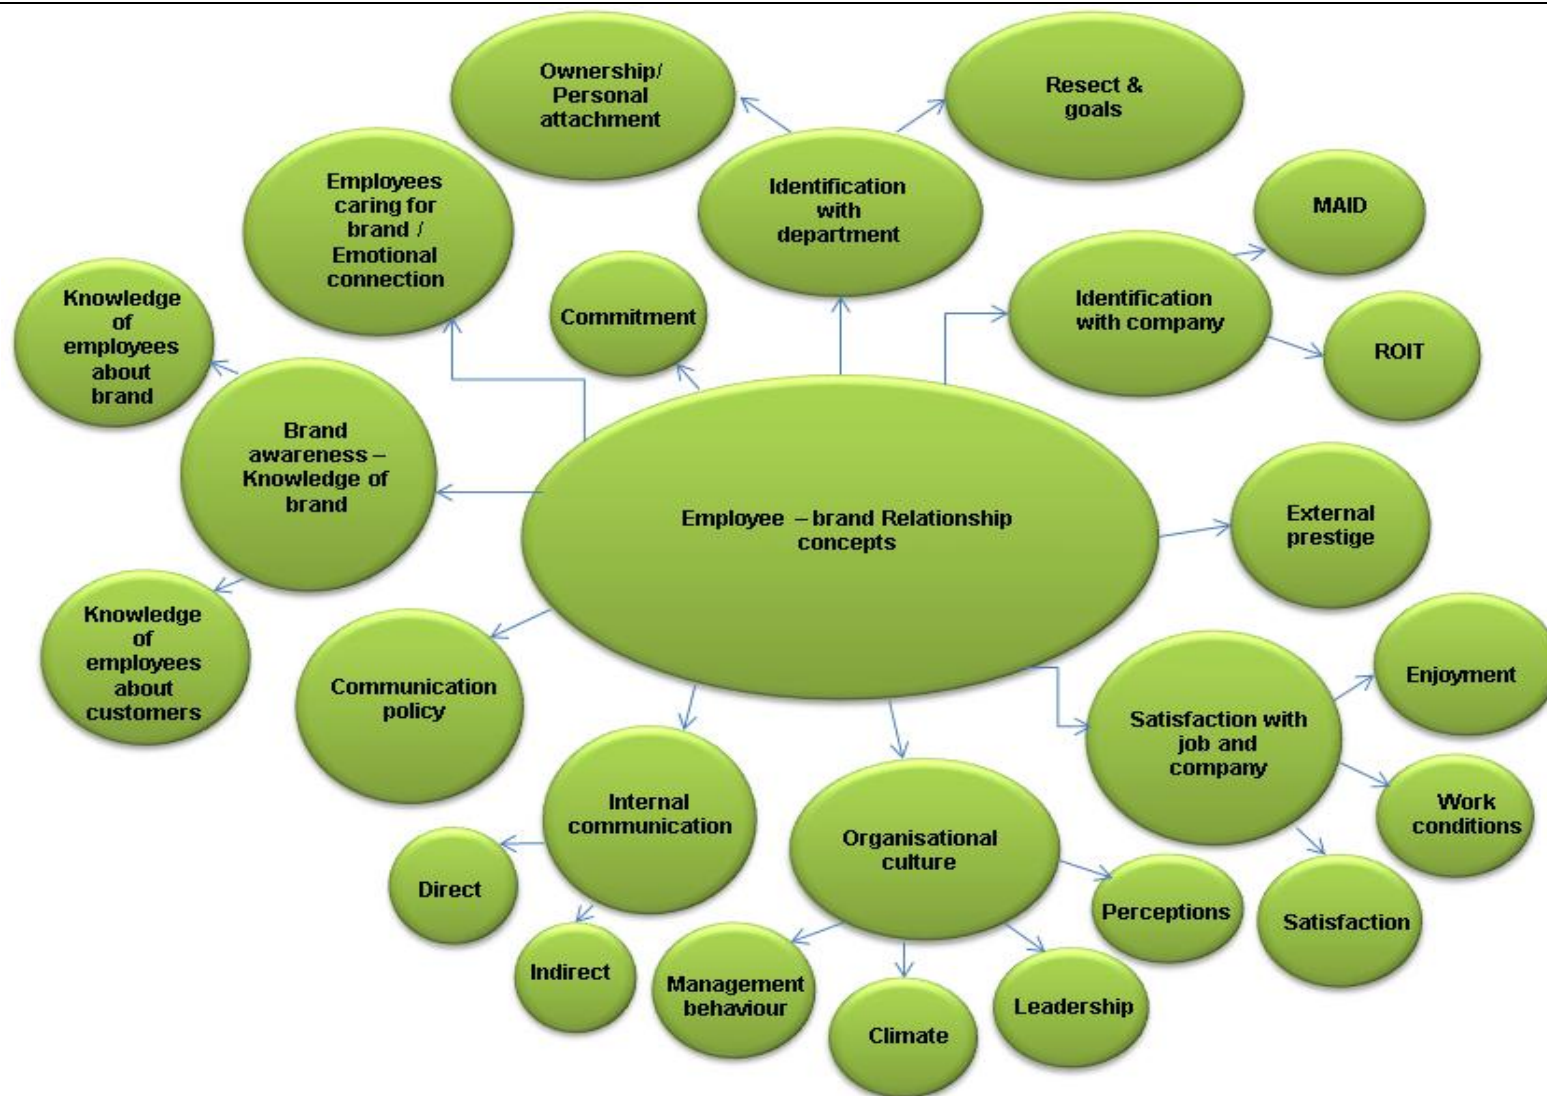 Ownership/
Personal
attachment
Resect &
goals
Employees
caring for
brand /
Emotional
connection
Identification
with
department
MAID
Knowledge
of
employees
about
brand
Commitment
Identification
with company
ROIT
Brand
awareness –
Knowledge of
brand
Employee – brand Relationship
concepts
External
prestige
Knowledge
of
employees
about
customers
Communication
policy
Satisfaction with
job and
company
Enjoyment
Internal
communication
Organisational
culture
Work
conditions
Direct
Perceptions
Satisfaction
Indirect
Management
behaviour
Climate
Leadership